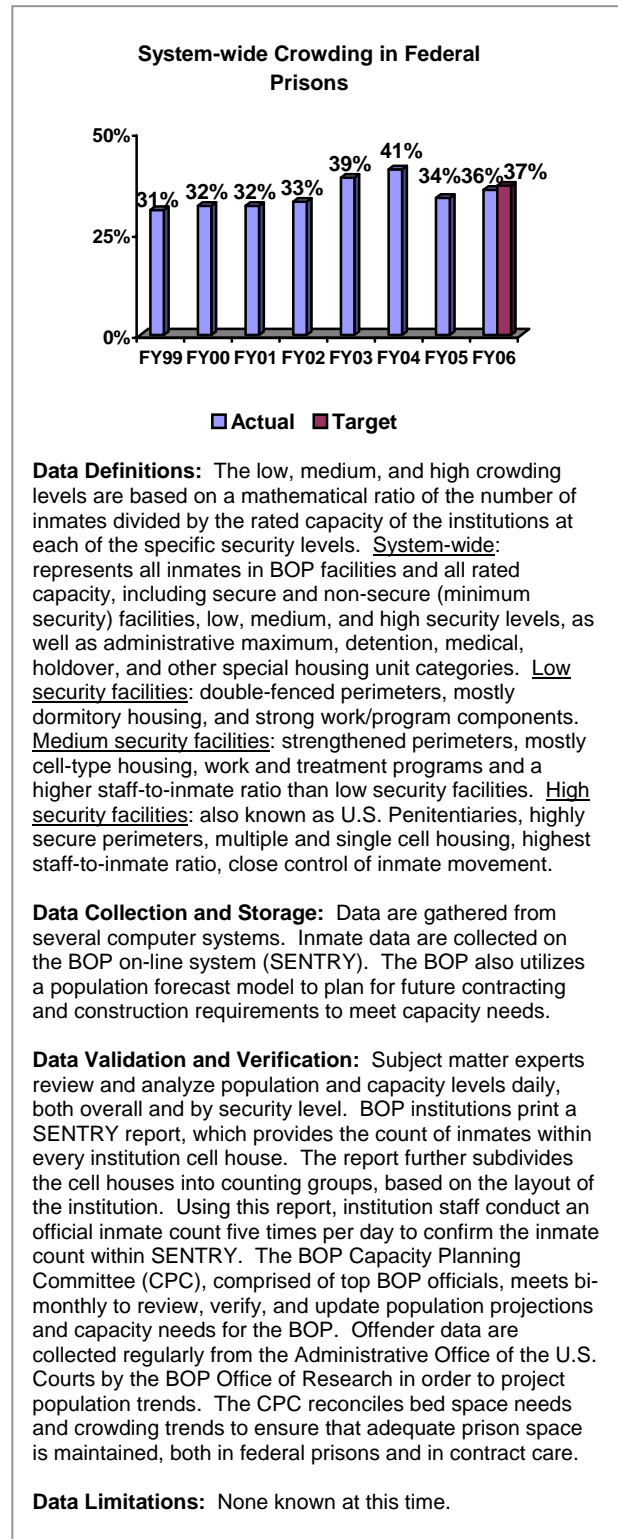 System-wide Crowding in Federal
Prisons
50%
25%
0%
31%
32%
32%
33%
39%
41%
34%
36%
37%
FY99 FY00 FY01 FY02 FY03 FY04 FY05 FY06
Actual Target
Data Definitions: The low, medium, and high crowding
levels are based on a mathematical ratio of the number of
inmates divided by the rated capacity of the institutions at
each of the specific security levels. System-wide:
represents all inmates in BOP facilities and all rated
capacity, including secure and non-secure (minimum
security) facilities, low, medium, and high security levels, as
well as administrative maximum, detention, medical,
holdover, and other special housing unit categories. Low
security facilities: double-fenced perimeters, mostly
dormitory housing, and strong work/program components.
Medium security facilities: strengthened perimeters, mostly
cell-type housing, work and treatment programs and a
higher staff-to-inmate ratio than low security facilities. High
security facilities: also known as U.S. Penitentiaries, highly
secure perimeters, multiple and single cell housing, highest
staff-to-inmate ratio, close control of inmate movement.
Data Collection and Storage: Data are gathered from
several computer systems. Inmate data are collected on
the BOP on-line system (SENTRY). The BOP also utilizes
a population forecast model to plan for future contracting
and construction requirements to meet capacity needs.
Data Validation and Verification: Subject matter experts
review and analyze population and capacity levels daily,
both overall and by security level. BOP institutions print a
SENTRY report, which provides the count of inmates within
every institution cell house. The report further subdivides
the cell houses into counting groups, based on the layout of
the institution. Using this report, institution staff conduct an
official inmate count five times per day to confirm the inmate
count within SENTRY. The BOP Capacity Planning
Committee (CPC), comprised of top BOP officials, meets bi-
monthly to review, verify, and update population projections
and capacity needs for the BOP. Offender data are
collected regularly from the Administrative Office of the U.S.
Courts by the BOP Office of Research in order to project
population trends. The CPC reconciles bed space needs
and crowding trends to ensure that adequate prison space
is maintained, both in federal prisons and in contract care.
Data Limitations: None known at this time.